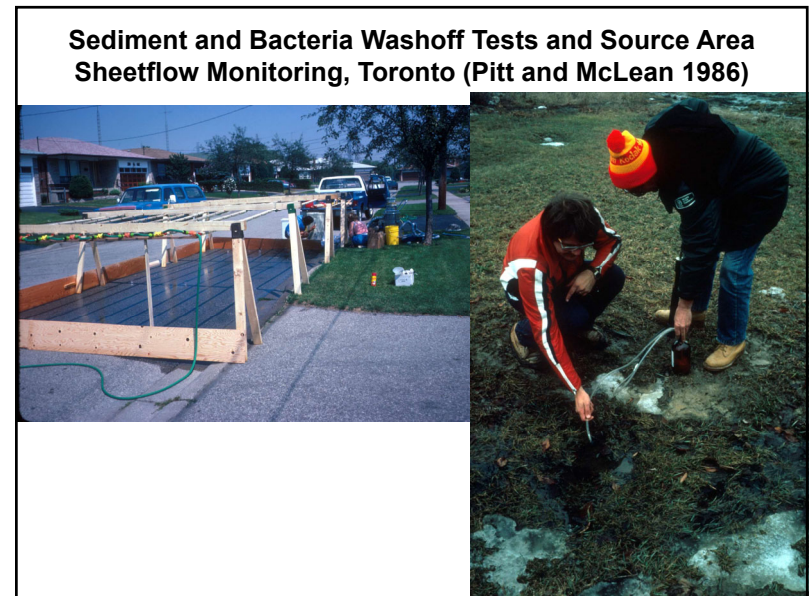 Sediment and Bacteria Washoff Tests and Source Area
Sheetflow Monitoring, Toronto (Pitt and McLean 1986)